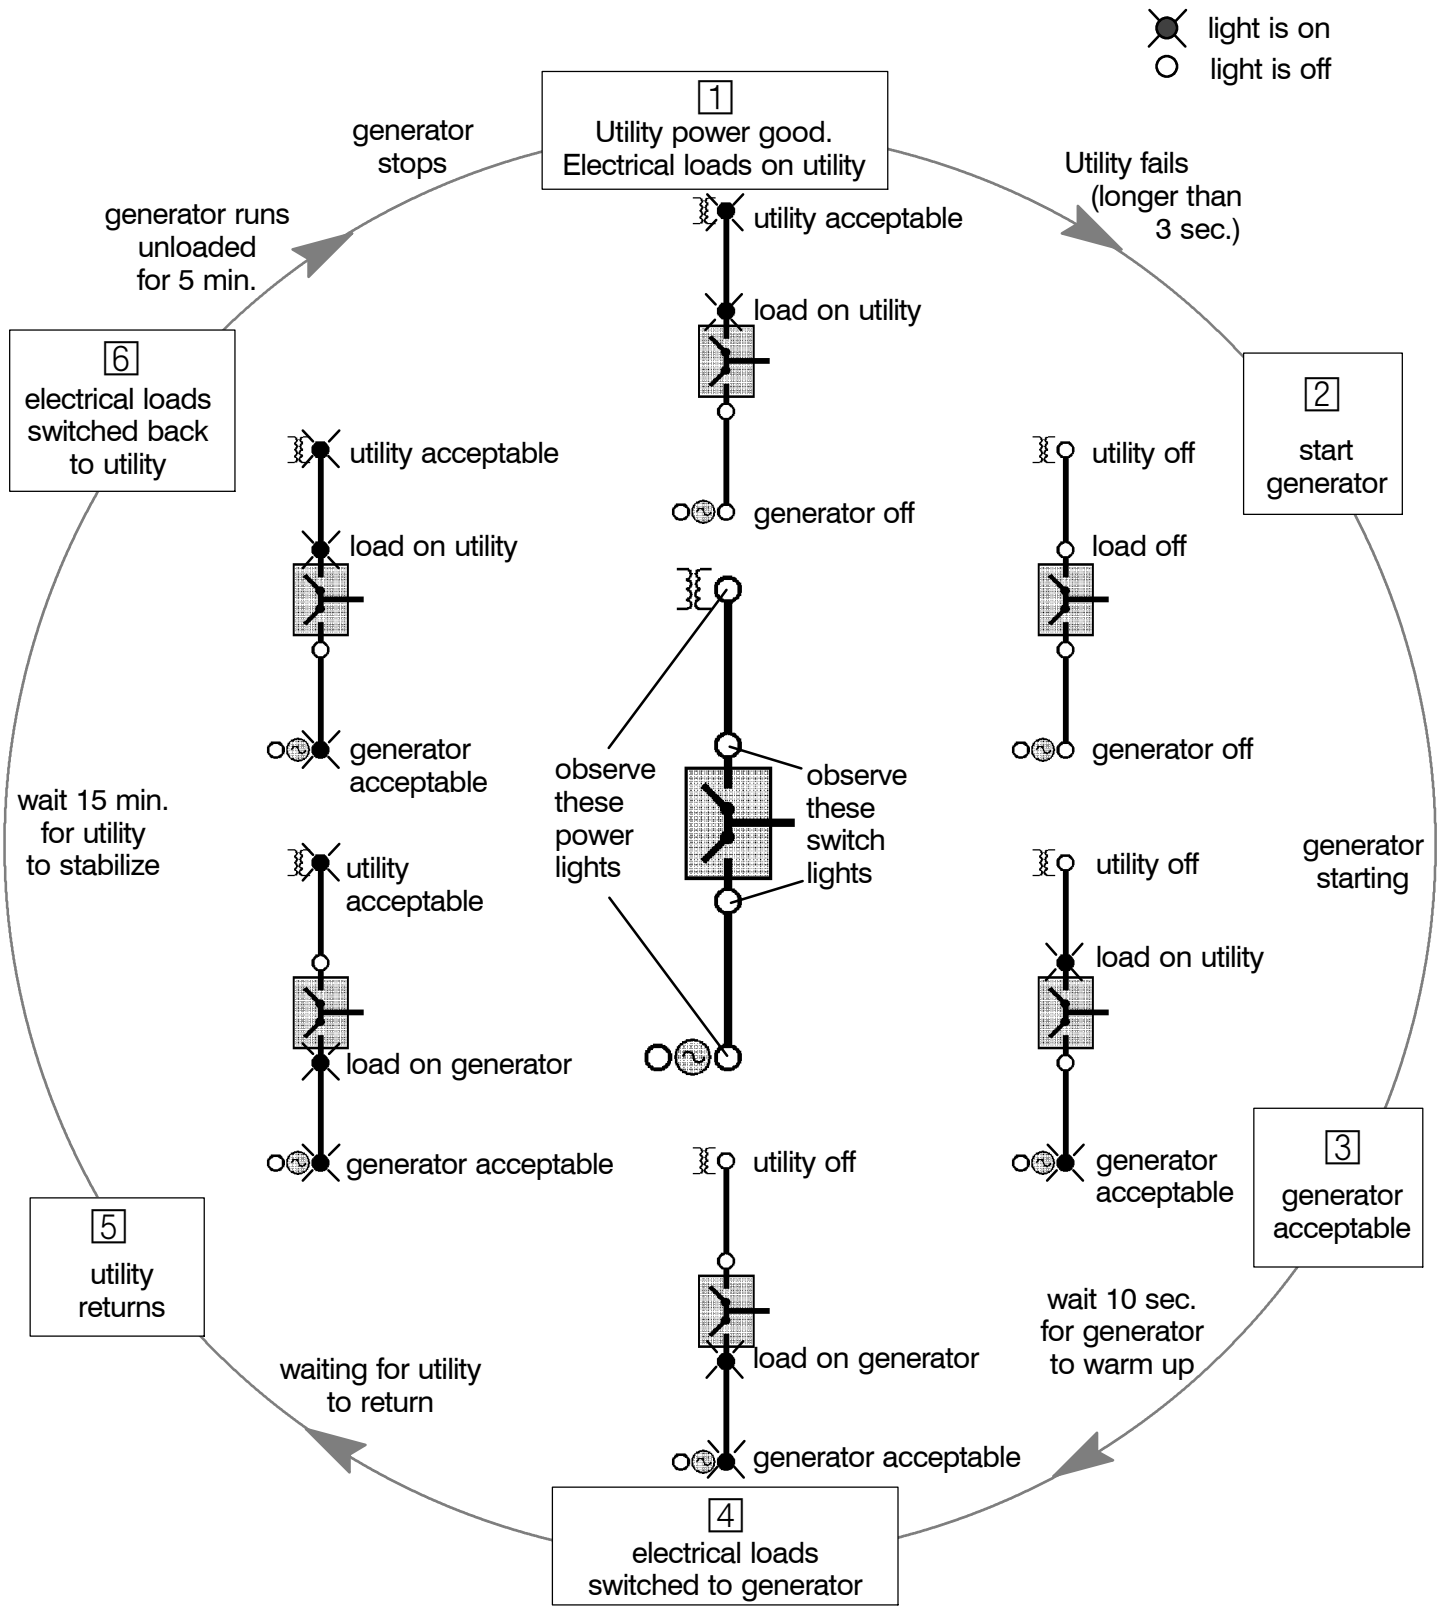 light is on
light is off
1
Utility power good.
Electrical loads on utility
generator
stops
Utility fails
(longer than
3 sec.)
generator runs
unloaded
for 5 min.
utility acceptable
load on utility
generator off
6
electrical loads
switched back
to utility
2
start
generator
utility acceptable
load on utility
generator
acceptable
utility off
load off
generator off
observe
these
power
lights
observe
these
switch
lights
wait 15 min.
for utility
to stabilize
generator
starting
utility
acceptable
load on generator
generator acceptable
utility off
load on utility
generator
acceptable
3
generator
acceptable
utility off
load on generator
generator acceptable
5
utility
returns
wait 10 sec.
for generator
to warm up
waiting for utility
to return
4
electrical loads
switched to generator